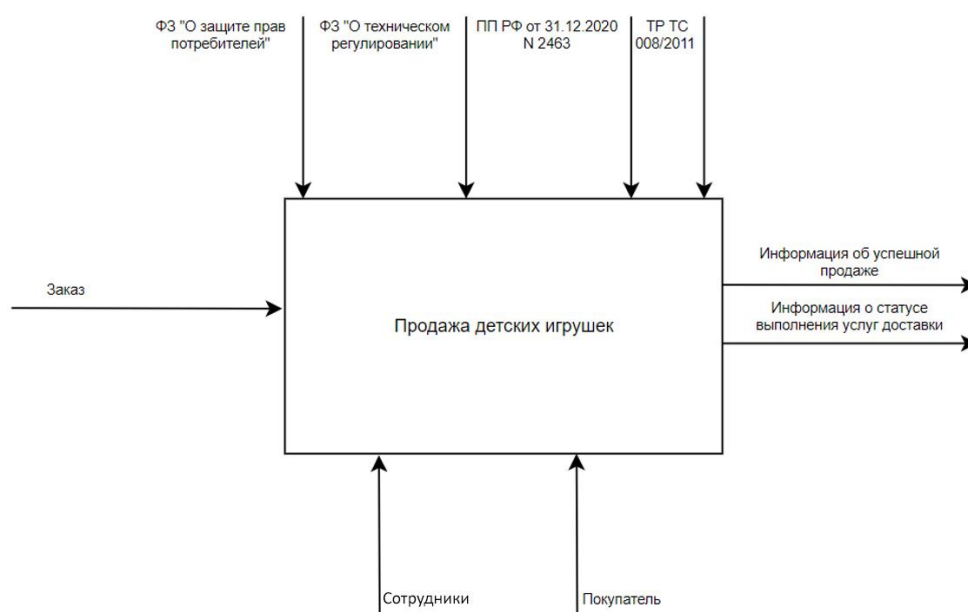 ФЗ "О защите прав
потребителей"
ФЗ "О техническом
регулировании"
ПП РФ от 31.12.2020
N 2463
ТР ТС
008/2011
Заказ
Продажа детских игрушек
Информация об успешной
продаже
Информация о статусе
выполнения услуг доставки
Сотрудники
Покупатель